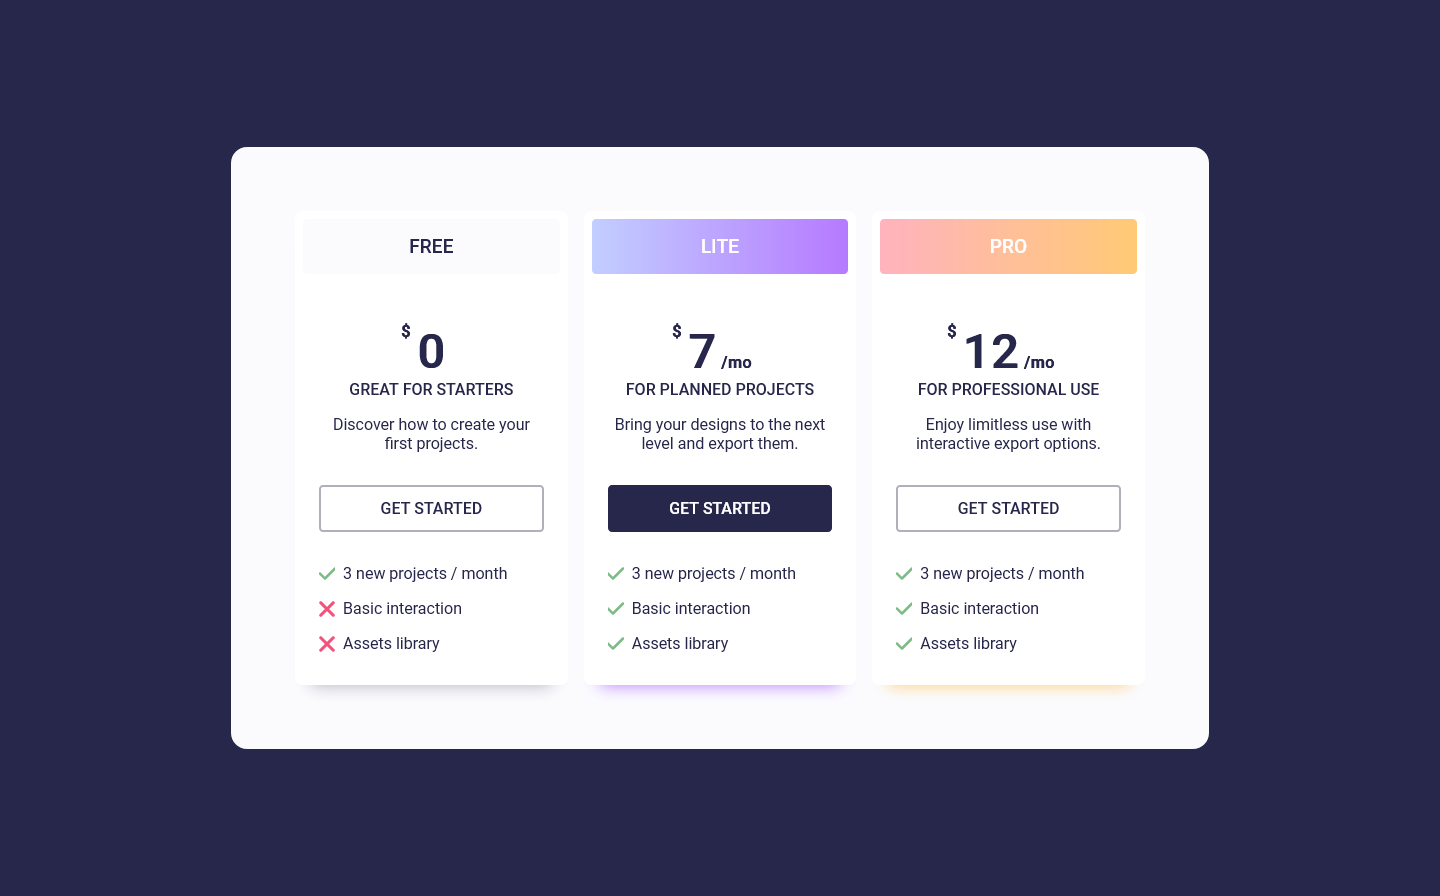 FREE
$ 0
GREAT FOR STARTERS
Discover how to create your
first projects.
GET STARTED
3 new projects / month
Basic interaction
Assets library
LITE
$ 7 /mo
FOR PLANNED PROJECTS
Bring your designs to the next
level and export them.
GET STARTED
3 new projects / month
Basic interaction
Assets library
PRO
$ 12 /mo
FOR PROFESSIONAL USE
Enjoy limitless use with
interactive export options.
GET STARTED
3 new projects / month
Basic interaction
Assets library